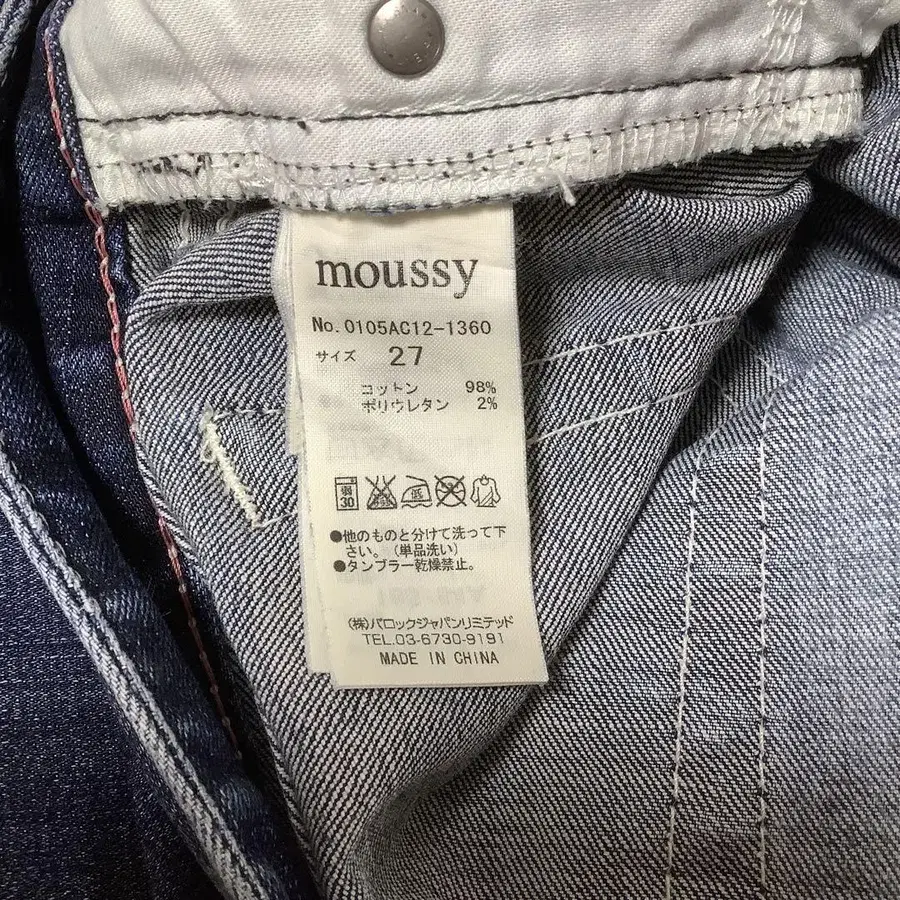 moussy
No.0105AC12-1360
サイズ 27
コットン 98%
ポリウレタン 2%
弱
30
●他のものと分けて洗って下
さい。(単品洗い)
●タンブラー乾燥禁止。
(株)バロックジャパンリミテッド
TEL.03-6730-9191
MADE IN CHINA